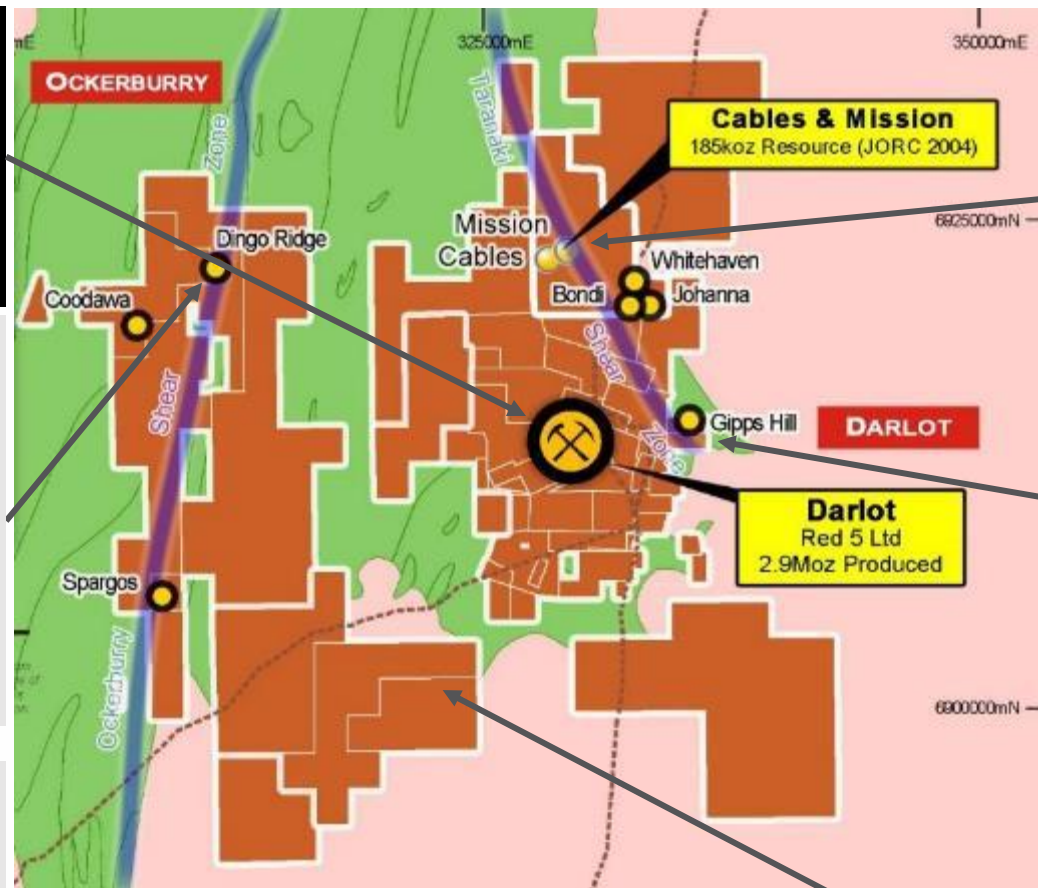 mE
325000mE
350000mE
OCKERBURRY
Zone
Taranaki
Cables & Mission
185koz Resource (JORC 2004)
6925000mN
Mission
Cables
Dingo Ridge
Whitehaven
Coodawa
Bondi
Johanna
Shear
Shear
Gipps Hill
DARLOT
Zone
Darlot
Red 5 Ltd
2.9Moz Produced
Spargos
Ockerburry
6900000mN